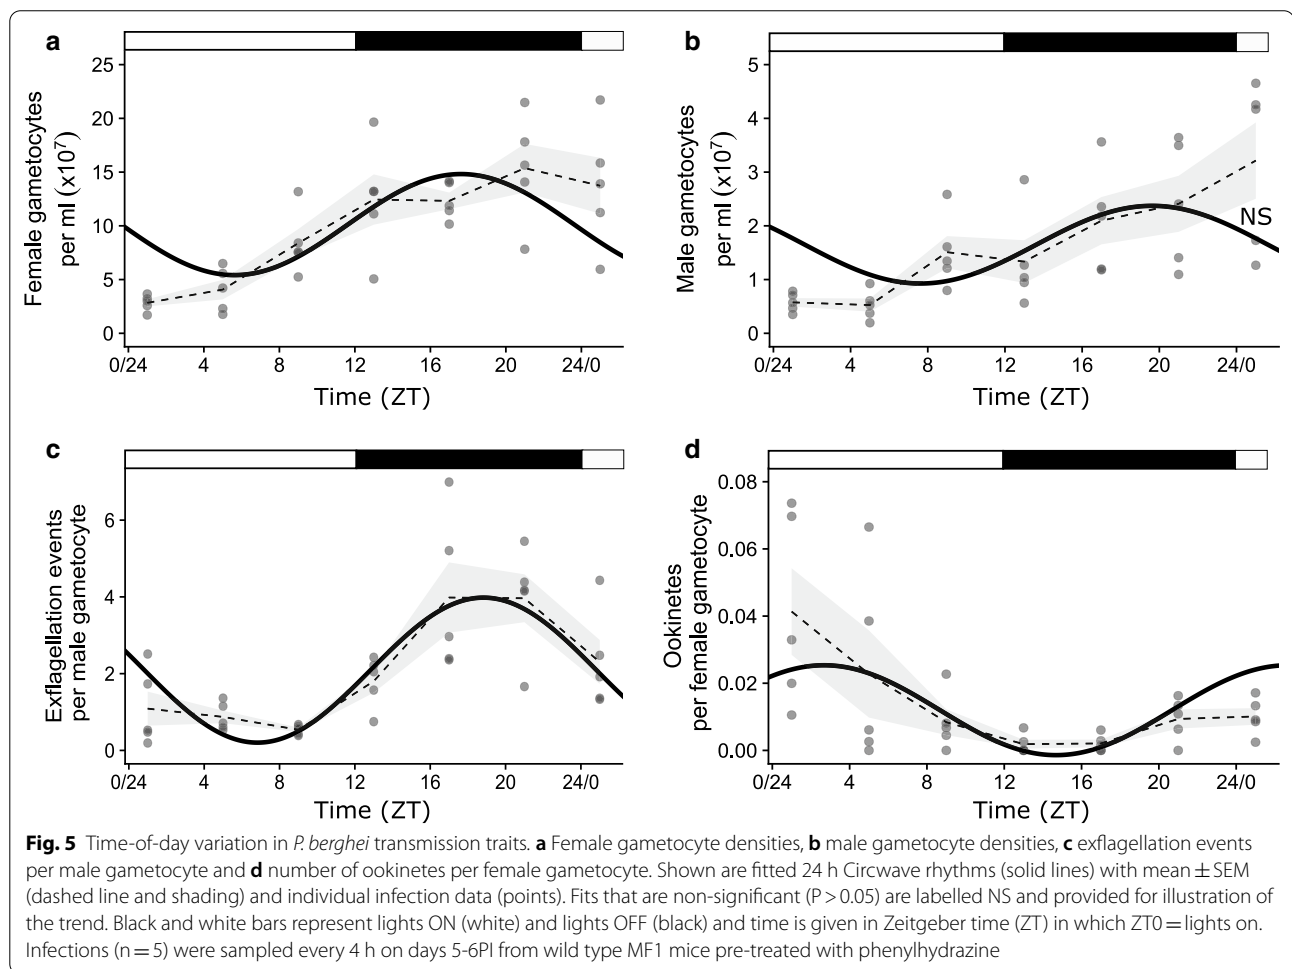 a
Female gametocytes
per ml (x10⁷)
25
20
15
10
5
0
0/24 4 8 12 16 20 24/0
Time (ZT)
b
Male gametocytes
per ml (x10⁷)
5
4
3
2
1
0
NS
0/24 4 8 12 16 20 24/0
Time (ZT)
c
Exflagellation events
per male gametocyte
6
4
2
0
0/24 4 8 12 16 20 24/0
Time (ZT)
d
Ookinetes
per female gametocyte
0.08
0.06
0.04
0.02
0.00
0/24 4 8 12 16 20 24/0
Time (ZT)
Fig. 5 Time-of-day variation in P. berghei transmission traits. a Female gametocyte densities, b male gametocyte densities, c exflagellation events
per male gametocyte and d number of ookinetes per female gametocyte. Shown are fitted 24 h Circwave rhythms (solid lines) with mean ± SEM
(dashed line and shading) and individual infection data (points). Fits that are non-significant (P > 0.05) are labelled NS and provided for illustration of
the trend. Black and white bars represent lights ON (white) and lights OFF (black) and time is given in Zeitgeber time (ZT) in which ZT0 = lights on.
Infections (n = 5) were sampled every 4 h on days 5-6PI from wild type MF1 mice pre-treated with phenylhydrazine